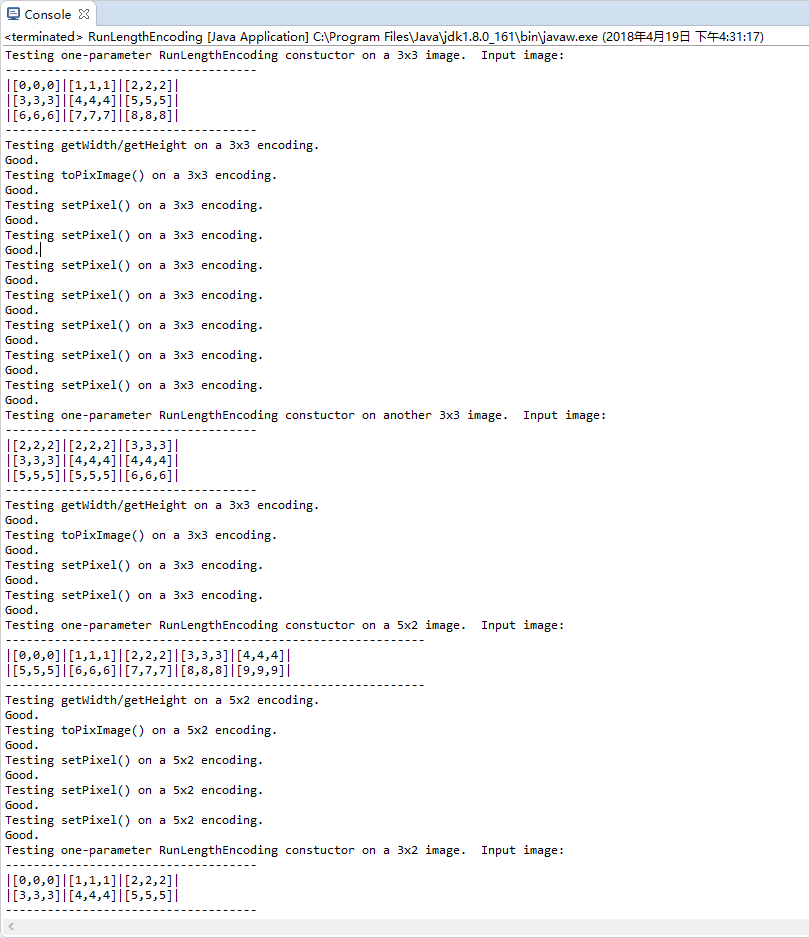 Console
<terminated> RunLengthEncoding [Java Application] C:\Program Files\Java\jdk1.8.0_161\bin\javaw.exe (2018年4月19日 下午4:31:17)
Testing one-parameter RunLengthEncoding constuctor on a 3x3 image.  Input image:
------------------------------------
|[0,0,0]|[1,1,1]|[2,2,2]|
|[3,3,3]|[4,4,4]|[5,5,5]|
|[6,6,6]|[7,7,7]|[8,8,8]|
------------------------------------
Testing getWidth/getHeight on a 3x3 encoding.
Good.
Testing toPixImage() on a 3x3 encoding.
Good.
Testing setPixel() on a 3x3 encoding.
Good.
Testing setPixel() on a 3x3 encoding.
Good.
Testing setPixel() on a 3x3 encoding.
Good.
Testing setPixel() on a 3x3 encoding.
Good.
Testing setPixel() on a 3x3 encoding.
Good.
Testing setPixel() on a 3x3 encoding.
Good.
Testing setPixel() on a 3x3 encoding.
Good.
Testing one-parameter RunLengthEncoding constuctor on another 3x3 image.  Input image:
------------------------------------
|[2,2,2]|[2,2,2]|[3,3,3]|
|[3,3,3]|[4,4,4]|[4,4,4]|
|[5,5,5]|[5,5,5]|[6,6,6]|
------------------------------------
Testing getWidth/getHeight on a 3x3 encoding.
Good.
Testing toPixImage() on a 3x3 encoding.
Good.
Testing setPixel() on a 3x3 encoding.
Good.
Testing setPixel() on a 3x3 encoding.
Good.
Testing one-parameter RunLengthEncoding constuctor on a 5x2 image.  Input image:
------------------------------------------------------------
|[0,0,0]|[1,1,1]|[2,2,2]|[3,3,3]|[4,4,4]|
|[5,5,5]|[6,6,6]|[7,7,7]|[8,8,8]|[9,9,9]|
------------------------------------------------------------
Testing getWidth/getHeight on a 5x2 encoding.
Good.
Testing toPixImage() on a 5x2 encoding.
Good.
Testing setPixel() on a 5x2 encoding.
Good.
Testing setPixel() on a 5x2 encoding.
Good.
Testing setPixel() on a 5x2 encoding.
Good.
Testing one-parameter RunLengthEncoding constuctor on a 3x2 image.  Input image:
------------------------------------
|[0,0,0]|[1,1,1]|[2,2,2]|
|[3,3,3]|[4,4,4]|[5,5,5]|
------------------------------------